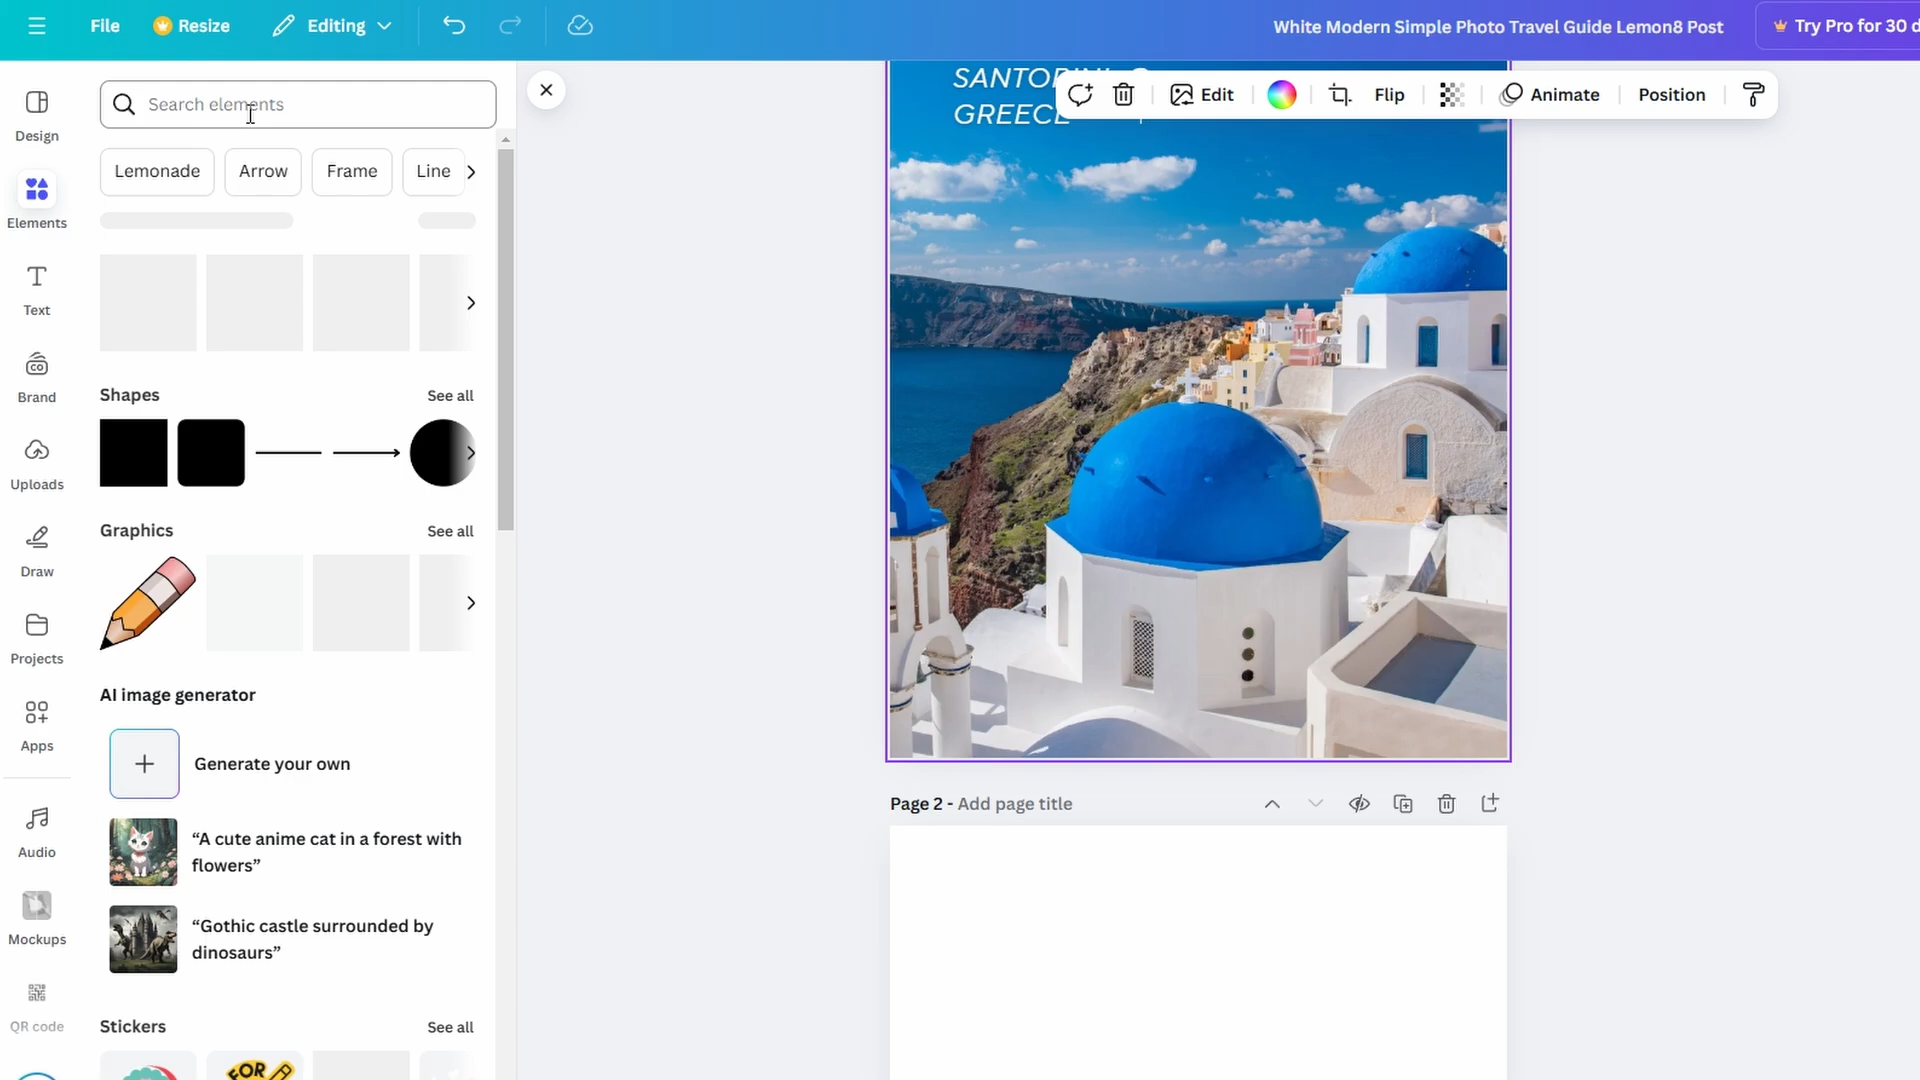 File
Resize
Editing
White Modern Simple Photo Travel Guide Lemon8 Post
Try Pro for 30 d
Design
Elements
Text
Brand
Uploads
Draw
Projects
Apps
Audio
Mockups
QR code
Search elements
Lemonade
Arrow
Frame
Line
Shapes
See all
Graphics
See all
AI image generator
Generate your own
“A cute anime cat in a forest with
flowers”
“Gothic castle surrounded by
dinosaurs”
Stickers
See all
FOR
GREECE
Edit
Flip
Animate
Position
Page 2 - Add page title